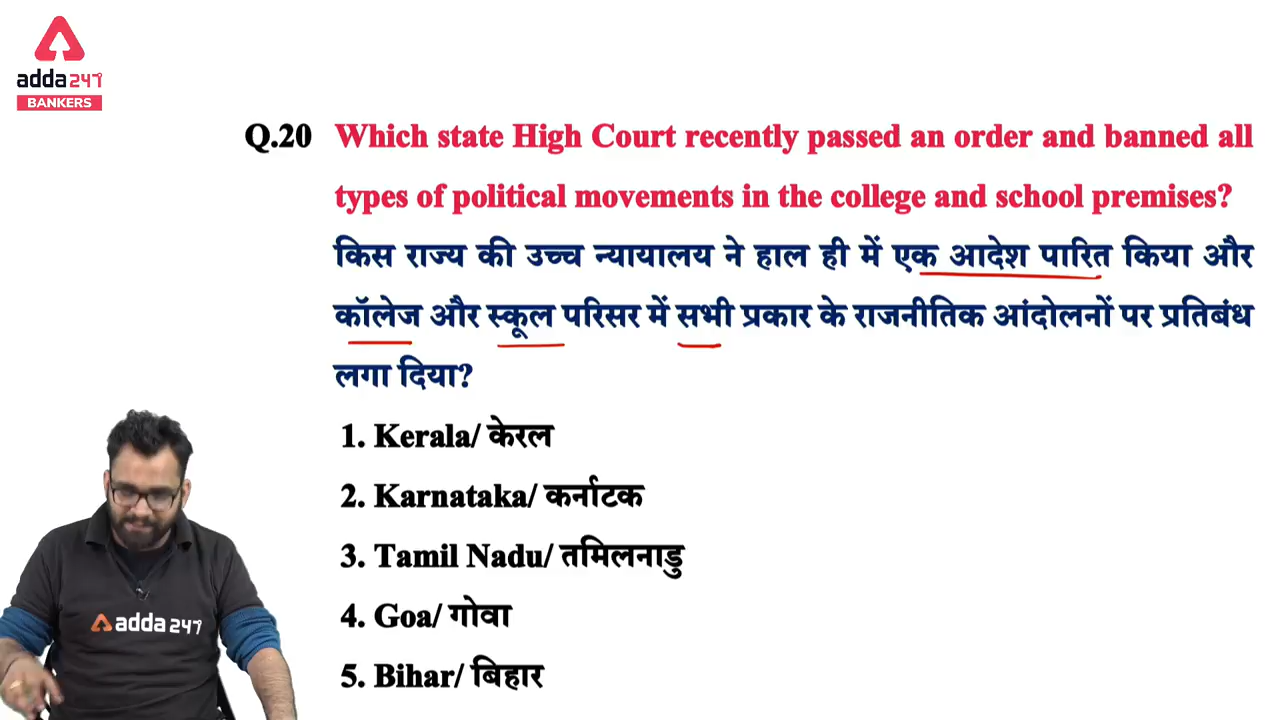 adda247
BANKERS
Q.20 Which state High Court recently passed an order and banned all
types of political movements in the college and school premises?
किस राज्य की उच्च न्यायालय ने हाल ही में एक आदेश पारित किया और
कॉलेज और स्कूल परिसर में सभी प्रकार के राजनीतिक आंदोलनों पर प्रतिबंध
लगा दिया?
1. Kerala/ केरल
2. Karnataka/ कर्नाटक
3. Tamil Nadu/ तमिलनाडु
4. Goa/ गोवा
5. Bihar/ बिहार
adda247